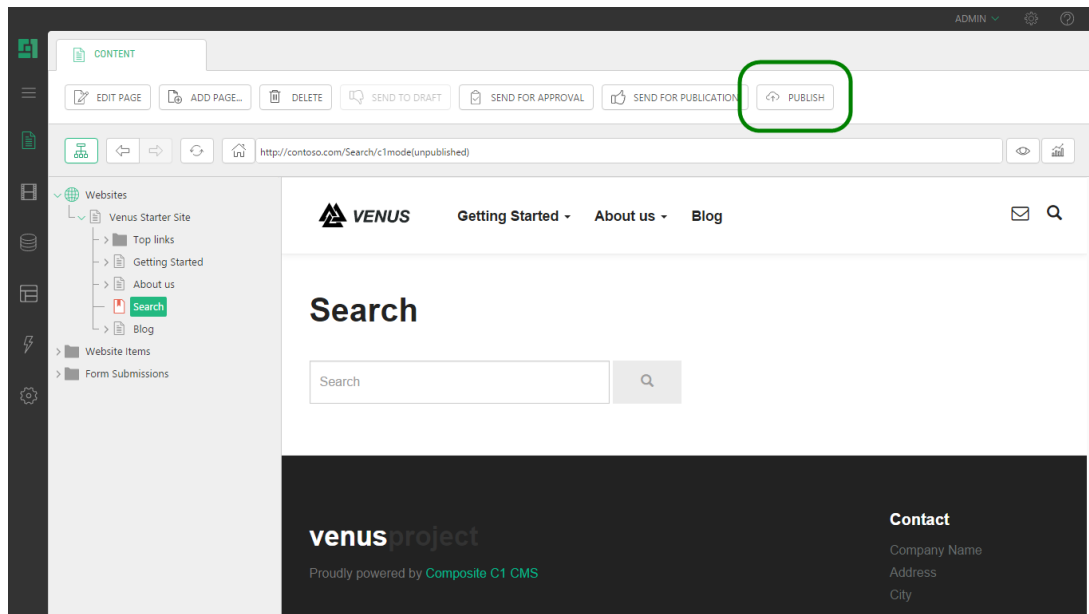 ADMIN
CONTENT
EDIT PAGE ADD PAGE... DELETE SEND TO DRAFT SEND FOR APPROVAL SEND FOR PUBLICATION PUBLISH
http://contoso.com/Search/c1mode(unpublished)
Websites
Venus Starter Site
Top links
Getting Started
About us
Search
Blog
Website Items
Form Submissions
VENUS Getting Started About us Blog
Search
Search
venusproject
Proudly powered by Composite C1 CMS
Contact
Company Name
Address
City